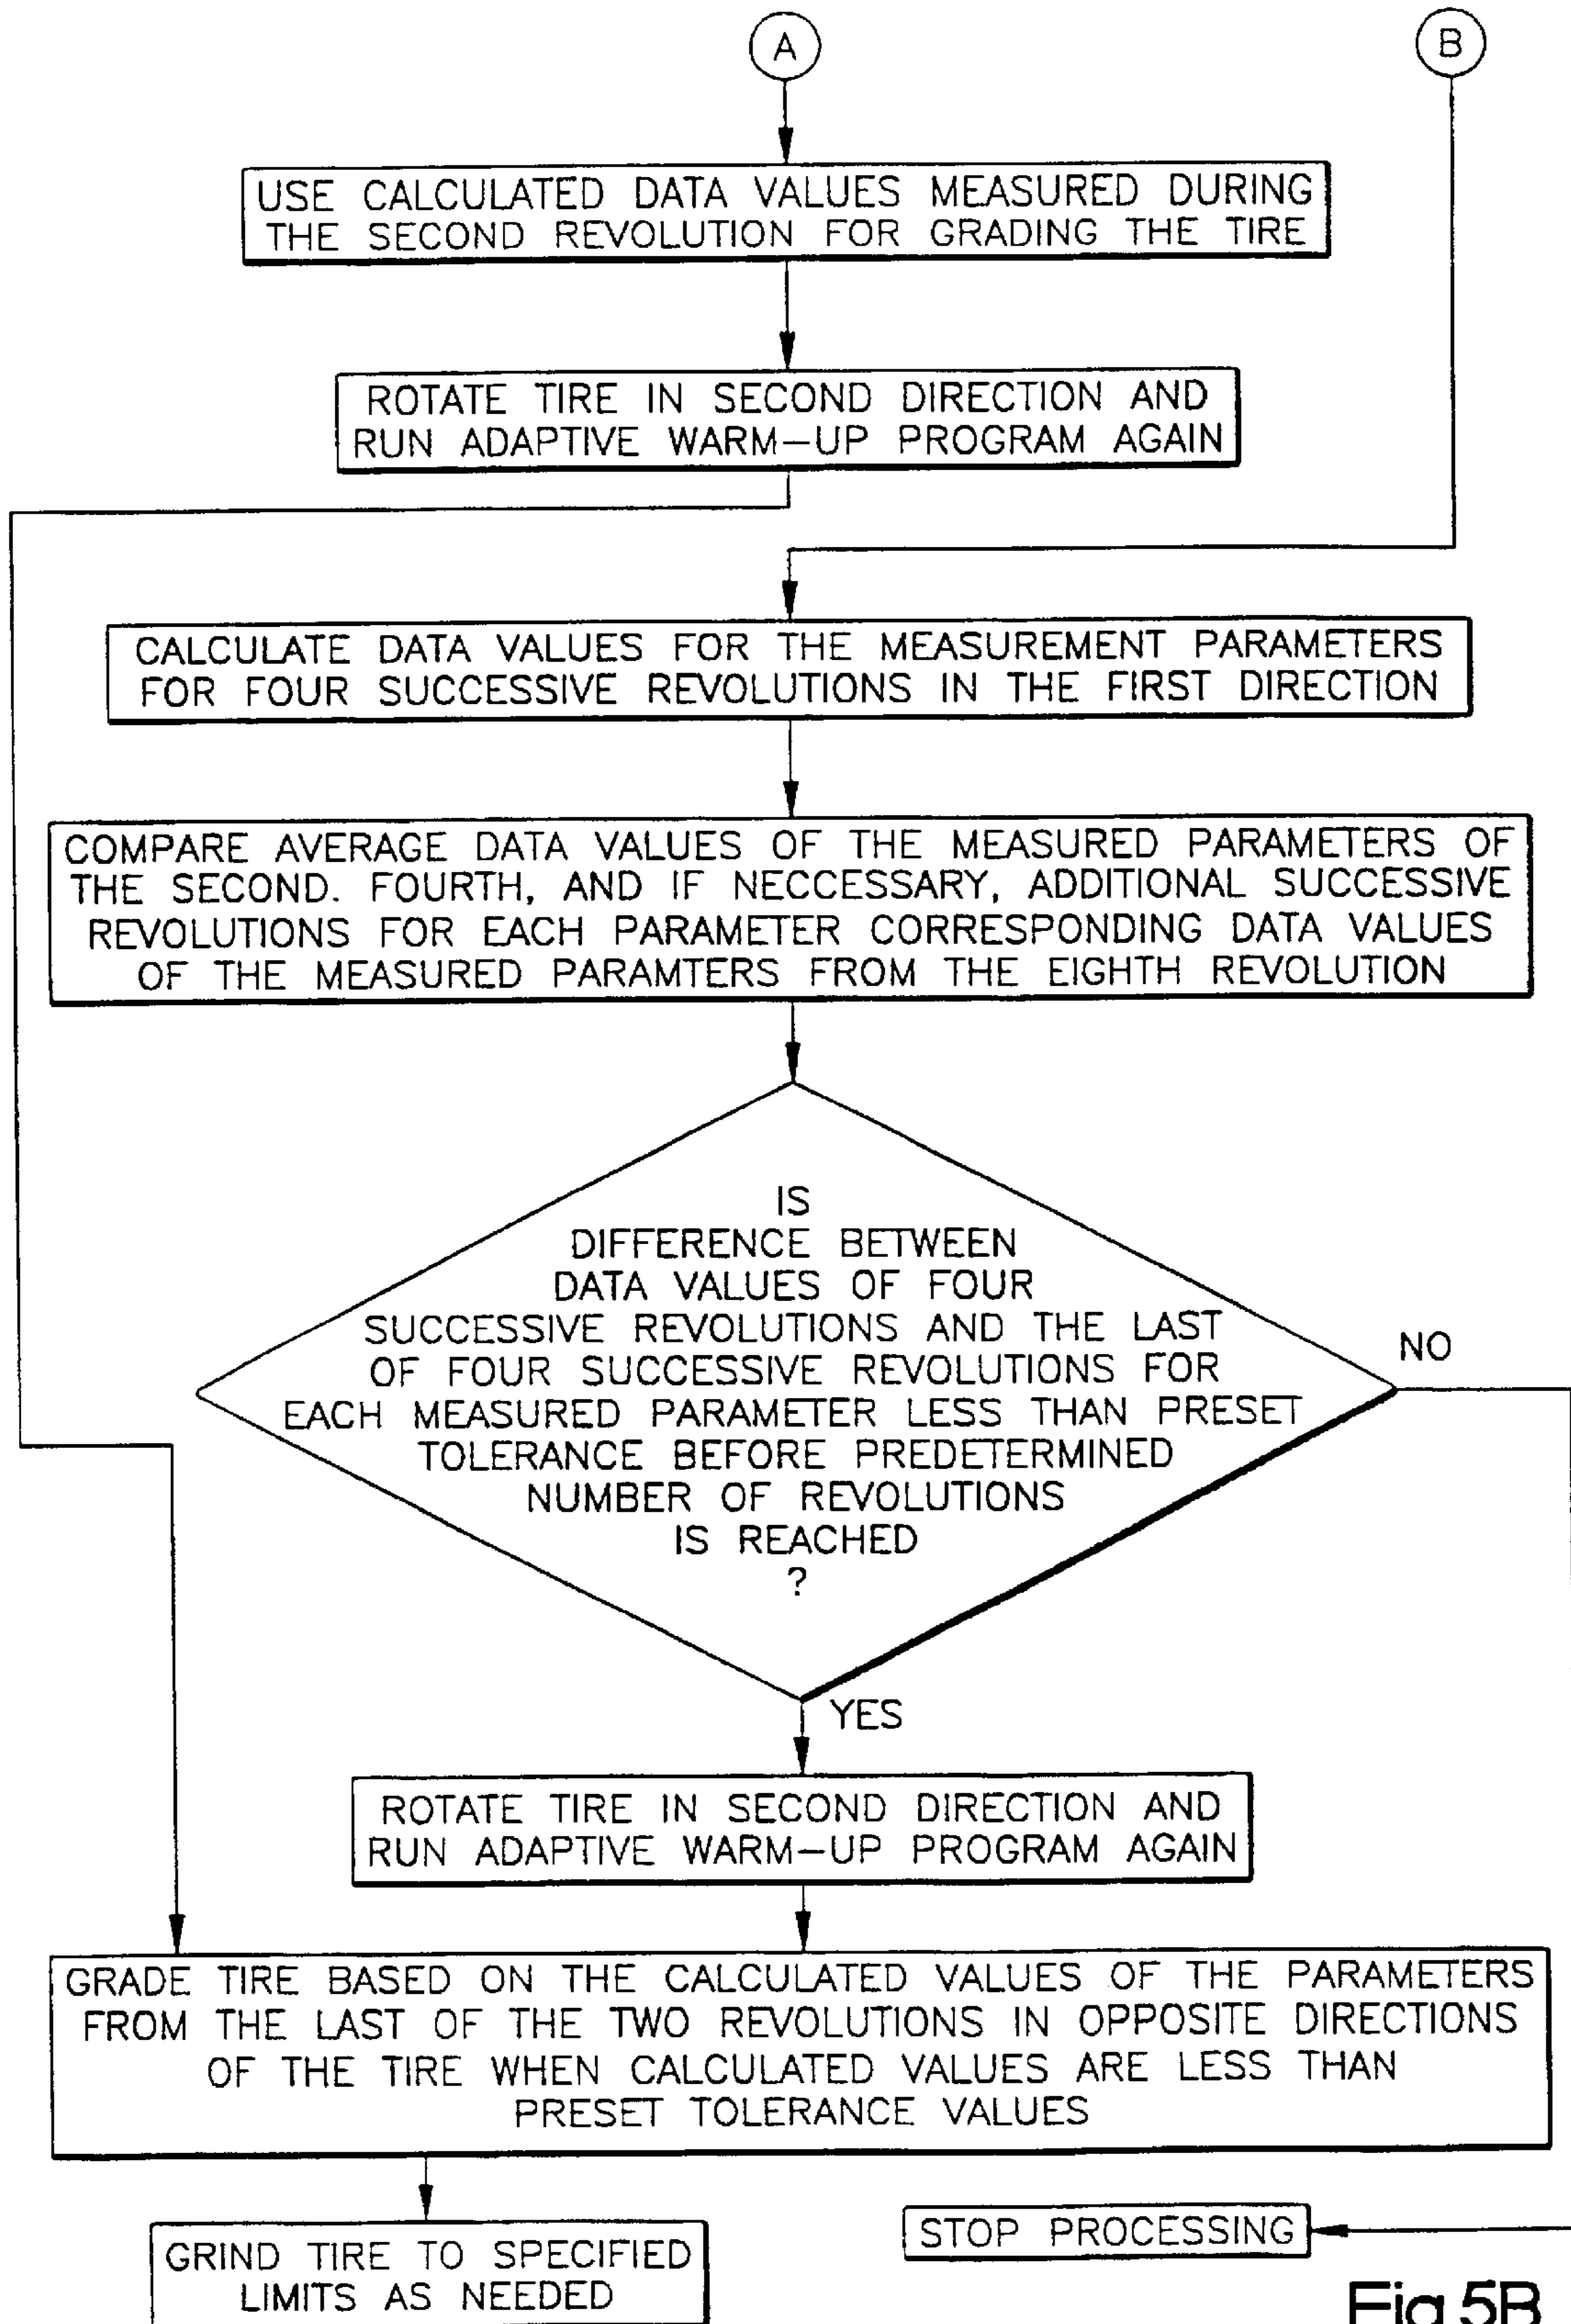 A
B
USE CALCULATED DATA VALUES MEASURED DURING
THE SECOND REVOLUTION FOR GRADING THE TIRE
ROTATE TIRE IN SECOND DIRECTION AND
RUN ADAPTIVE WARM-UP PROGRAM AGAIN
CALCULATE DATA VALUES FOR THE MEASUREMENT PARAMETERS
FOR FOUR SUCCESSIVE REVOLUTIONS IN THE FIRST DIRECTION
COMPARE AVERAGE DATA VALUES OF THE MEASURED PARAMETERS OF
THE SECOND. FOURTH, AND IF NECCESSARY, ADDITIONAL SUCCESSIVE
REVOLUTIONS FOR EACH PARAMETER CORRESPONDING DATA VALUES
OF THE MEASURED PARAMTERS FROM THE EIGHTH REVOLUTION
IS
DIFFERENCE BETWEEN
DATA VALUES OF FOUR
SUCCESSIVE REVOLUTIONS AND THE LAST
OF FOUR SUCCESSIVE REVOLUTIONS FOR
EACH MEASURED PARAMETER LESS THAN PRESET
TOLERANCE BEFORE PREDETERMINED
NUMBER OF REVOLUTIONS
IS REACHED
?
NO
YES
ROTATE TIRE IN SECOND DIRECTION AND
RUN ADAPTIVE WARM-UP PROGRAM AGAIN
GRADE TIRE BASED ON THE CALCULATED VALUES OF THE PARAMETERS
FROM THE LAST OF THE TWO REVOLUTIONS IN OPPOSITE DIRECTIONS
OF THE TIRE WHEN CALCULATED VALUES ARE LESS THAN
PRESET TOLERANCE VALUES
GRIND TIRE TO SPECIFIED
LIMITS AS NEEDED
STOP PROCESSING
Fig.5B